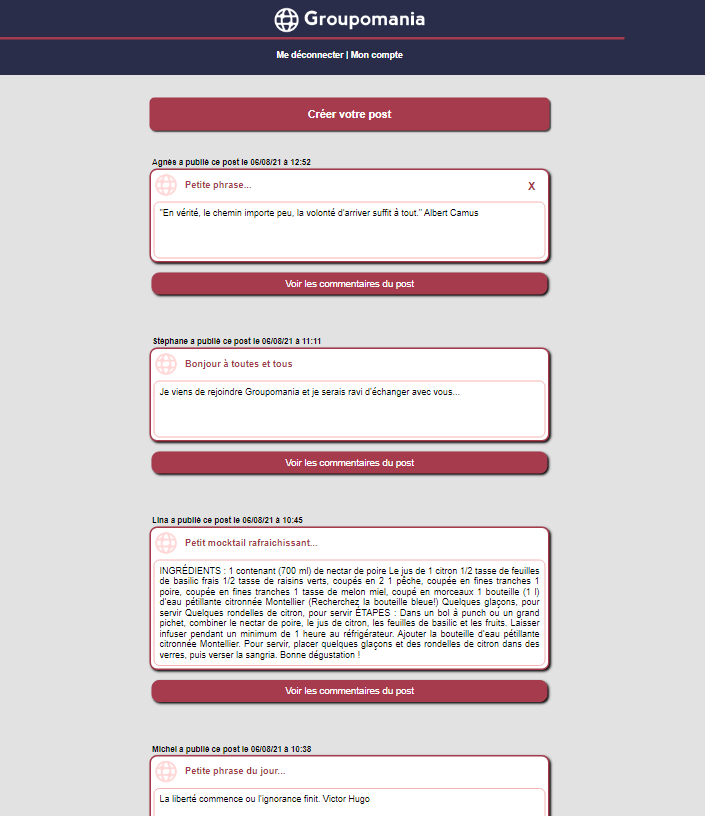 Groupomania
Me déconnecter | Mon compte
Créer votre post
Agnès a publié ce post le 06/08/21 à 12:52
Petite phrase...
X
"En vérité, le chemin importe peu, la volonté d'arriver suffit à tout." Albert Camus
Voir les commentaires du post
Stéphane a publié ce post le 06/08/21 à 11:11
Bonjour à toutes et tous
Je viens de rejoindre Groupomania et je serais ravi d'échanger avec vous...
Voir les commentaires du post
Lina a publié ce post le 06/08/21 à 10:45
Petit mocktail rafraichissant...
INGRÉDIENTS : 1 contenant (700 ml) de nectar de poire Le jus de 1 citron 1/2 tasse de feuilles
de basilic frais 1/2 tasse de raisins verts, coupés en 2 1 pêche, coupée en fines tranches 1
poire, coupée en fines tranches 1 tasse de melon miel, coupé en morceaux 1 bouteille (1 l)
d'eau pétillante citronnée Montellier (Recherchez la bouteille bleue!) Quelques glaçons, pour
servir Quelques rondelles de citron, pour servir ÉTAPES : Dans un bol à punch ou un grand
pichet, combiner le nectar de poire, le jus de citron, les feuilles de basilic et les fruits. Laisser
infuser pendant un minimum de 1 heure au réfrigérateur. Ajouter la bouteille d'eau pétillante
citronnée Montellier. Pour servir, placer quelques glaçons et des rondelles de citron dans des
verres, puis verser la sangria. Bonne dégustation !
Voir les commentaires du post
Michel a publié ce post le 06/08/21 à 10:38
Petite phrase du jour...
La liberté commence ou l'ignorance finit. Victor Hugo